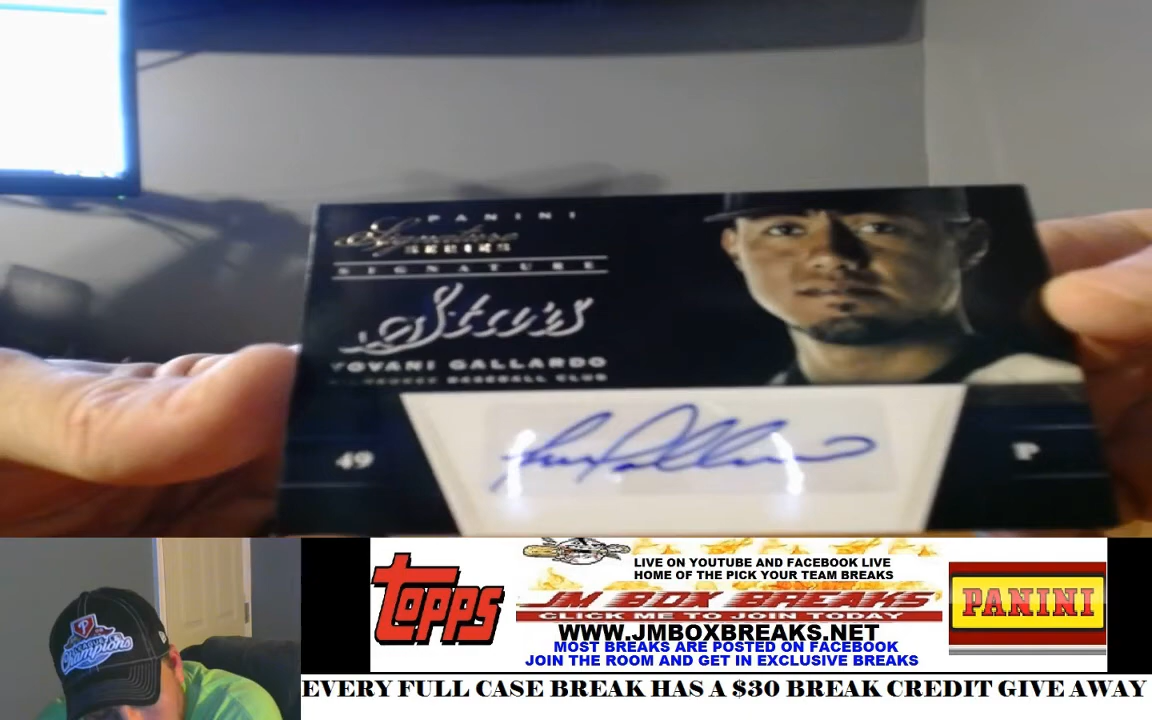 PANINI
Signature
SERIES
SIGNATURE
Stars
YOVANI GALLARDO
BASEBALL CLUB
49
P
Champions
TOPPS
LIVE ON YOUTUBE AND FACEBOOK LIVE
HOME OF THE PICK YOUR TEAM BREAKS
JM BOX BREAKS
CLICK ME TO JOIN TODAY
WWW.JMBOXBREAKS.NET
MOST BREAKS ARE POSTED ON FACEBOOK
JOIN THE ROOM AND GET IN EXCLUSIVE BREAKS
PANINI
EVERY FULL CASE BREAK HAS A $30 BREAK CREDIT GIVE AWAY